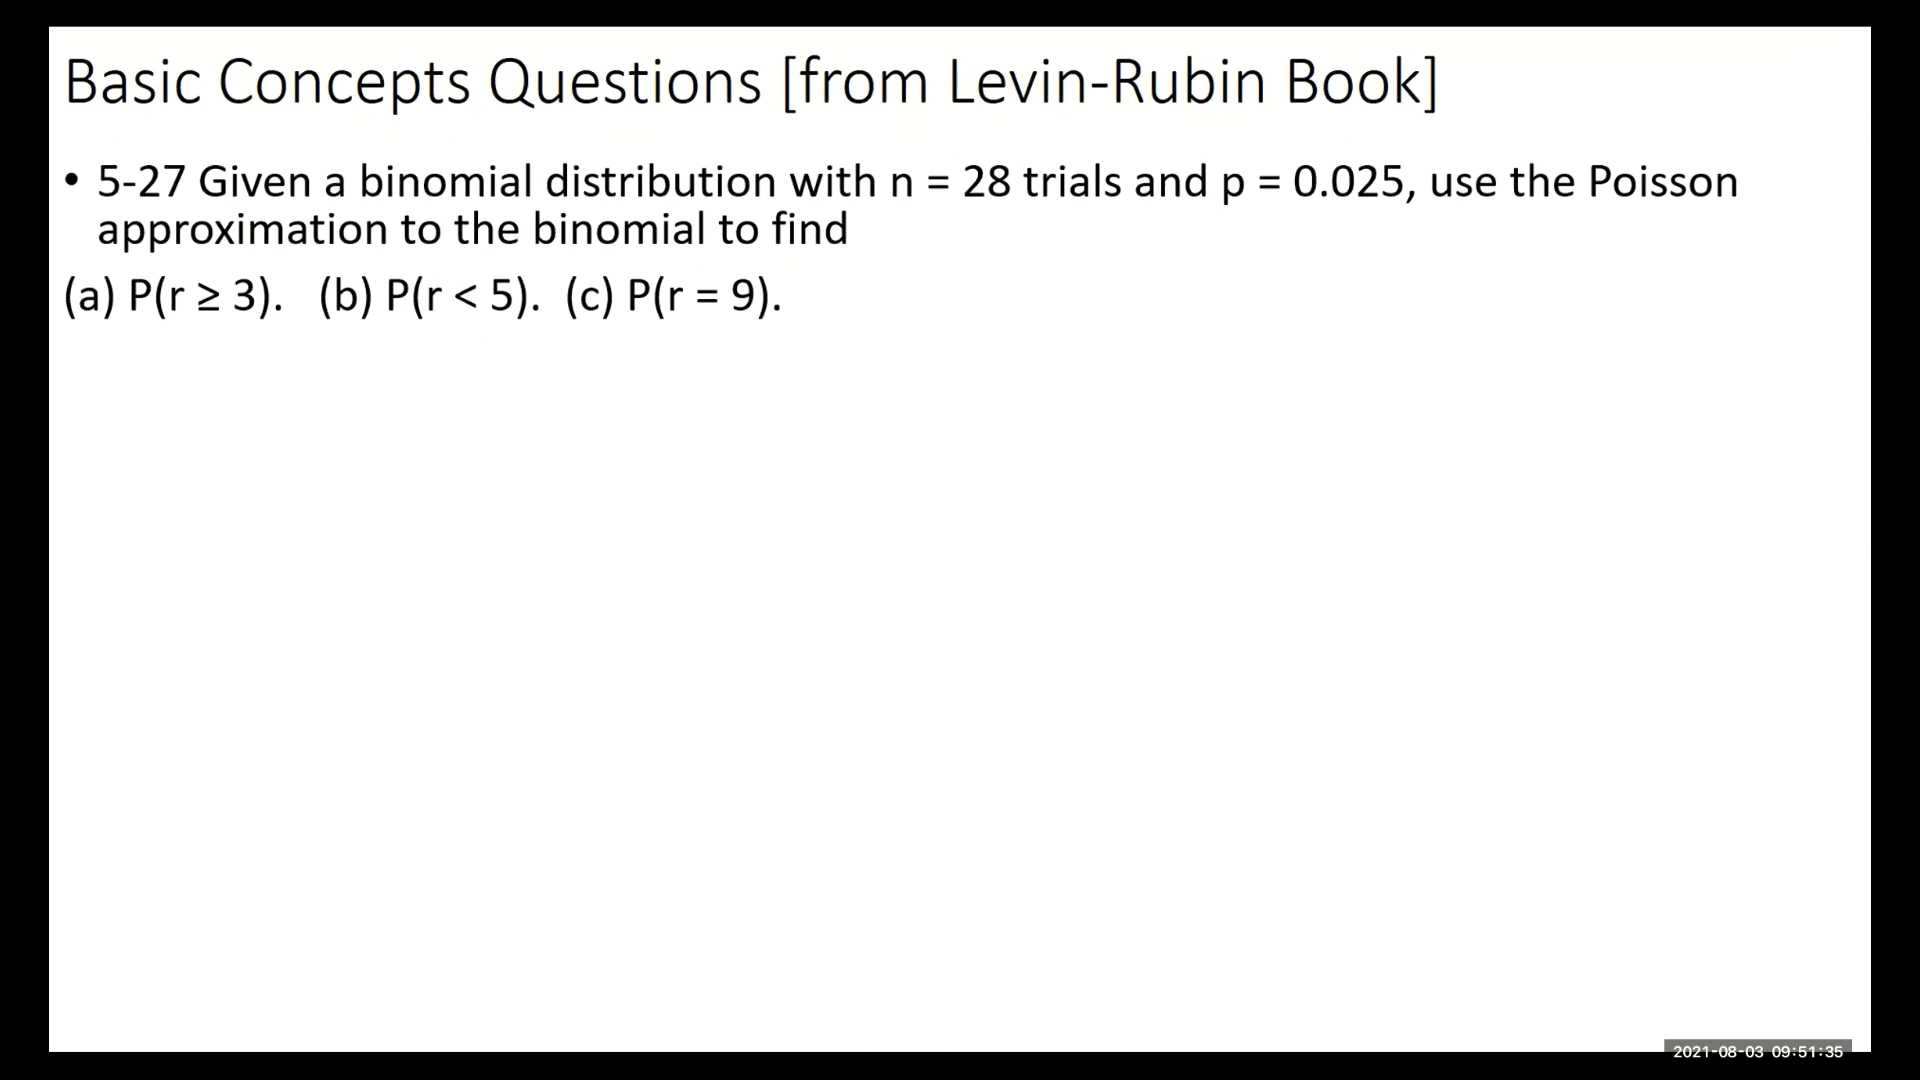 Basic Concepts Questions [from Levin-Rubin Book]
• 5-27 Given a binomial distribution with n = 28 trials and p = 0.025, use the Poisson
approximation to the binomial to find
(a) P(r ≥ 3). (b) P(r < 5). (c) P(r = 9).
2021-08-03 09:51:35